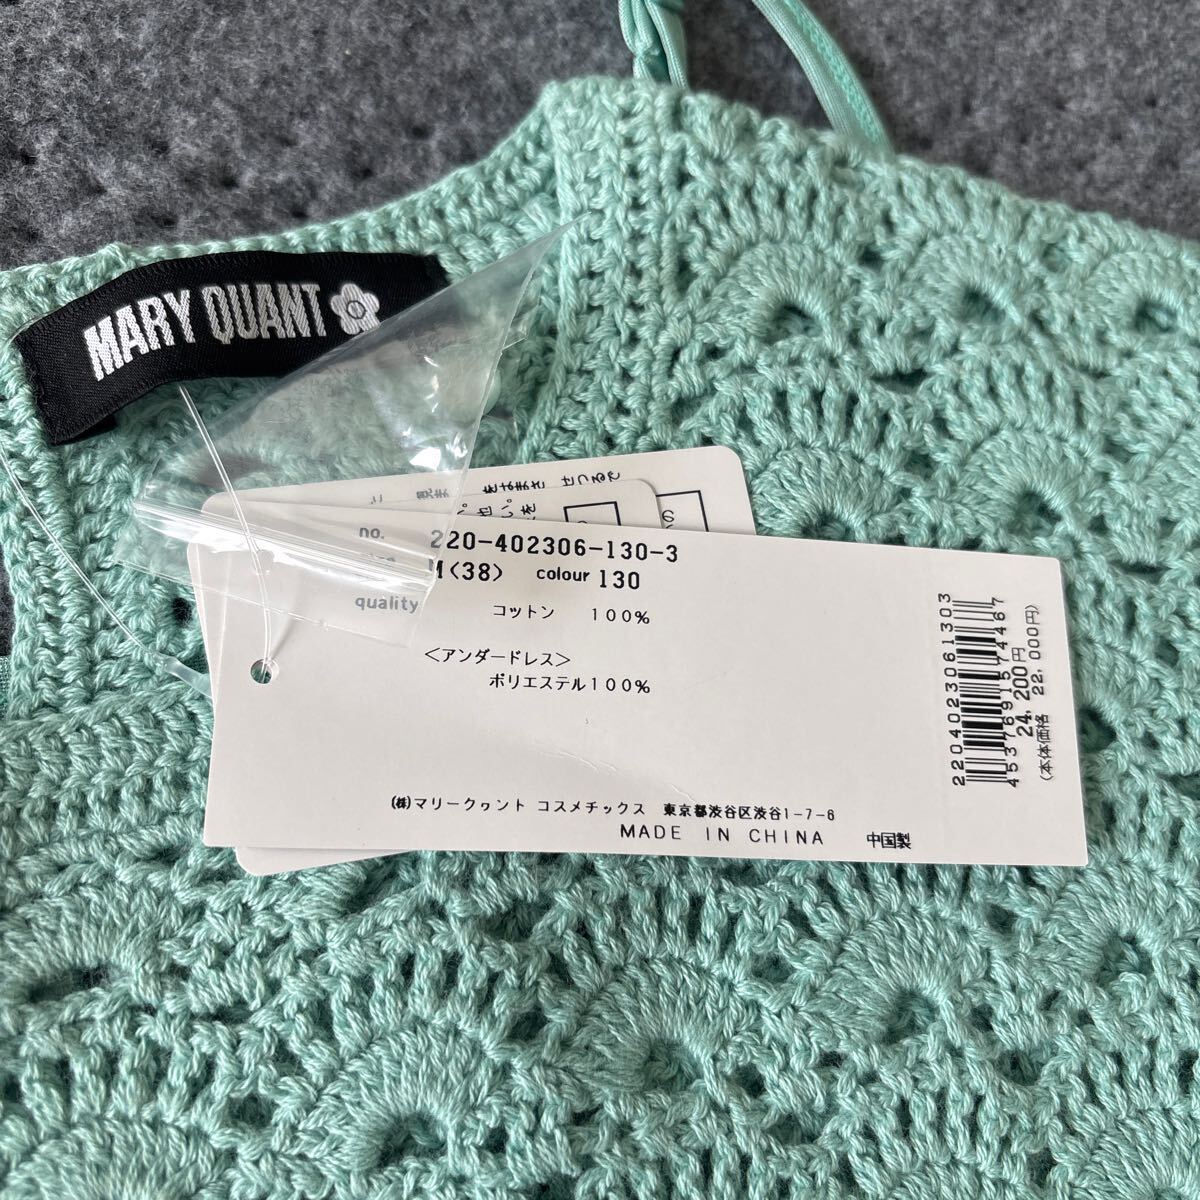 MARY QUANT
no. 220-402306-130-3
M(38) colour 130
quality
コットン 100%
<アンダードレス>
ポリエステル100%
(株)マリークヮント コスメチックス 東京都渋谷区渋谷1-7-6
MADE IN CHINA 中国製
2204023061303
4537691574467
24,200円
(本体価格 22,000円)